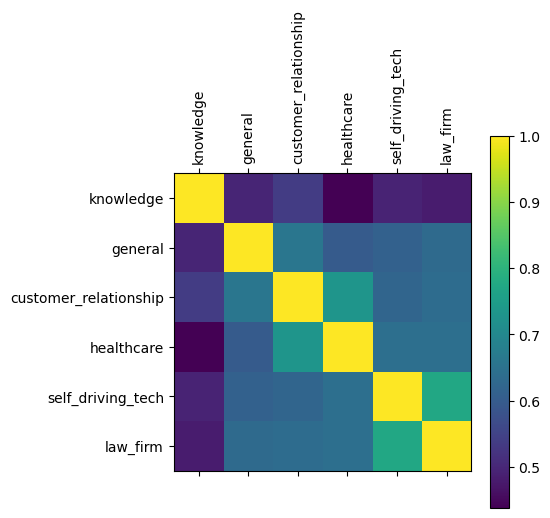 knowledge
general
customer_relationship
healthcare
self_driving_tech
law_firm
knowledge
general
customer_relationship
healthcare
self_driving_tech
law_firm
1.0
0.9
0.8
0.7
0.6
0.5